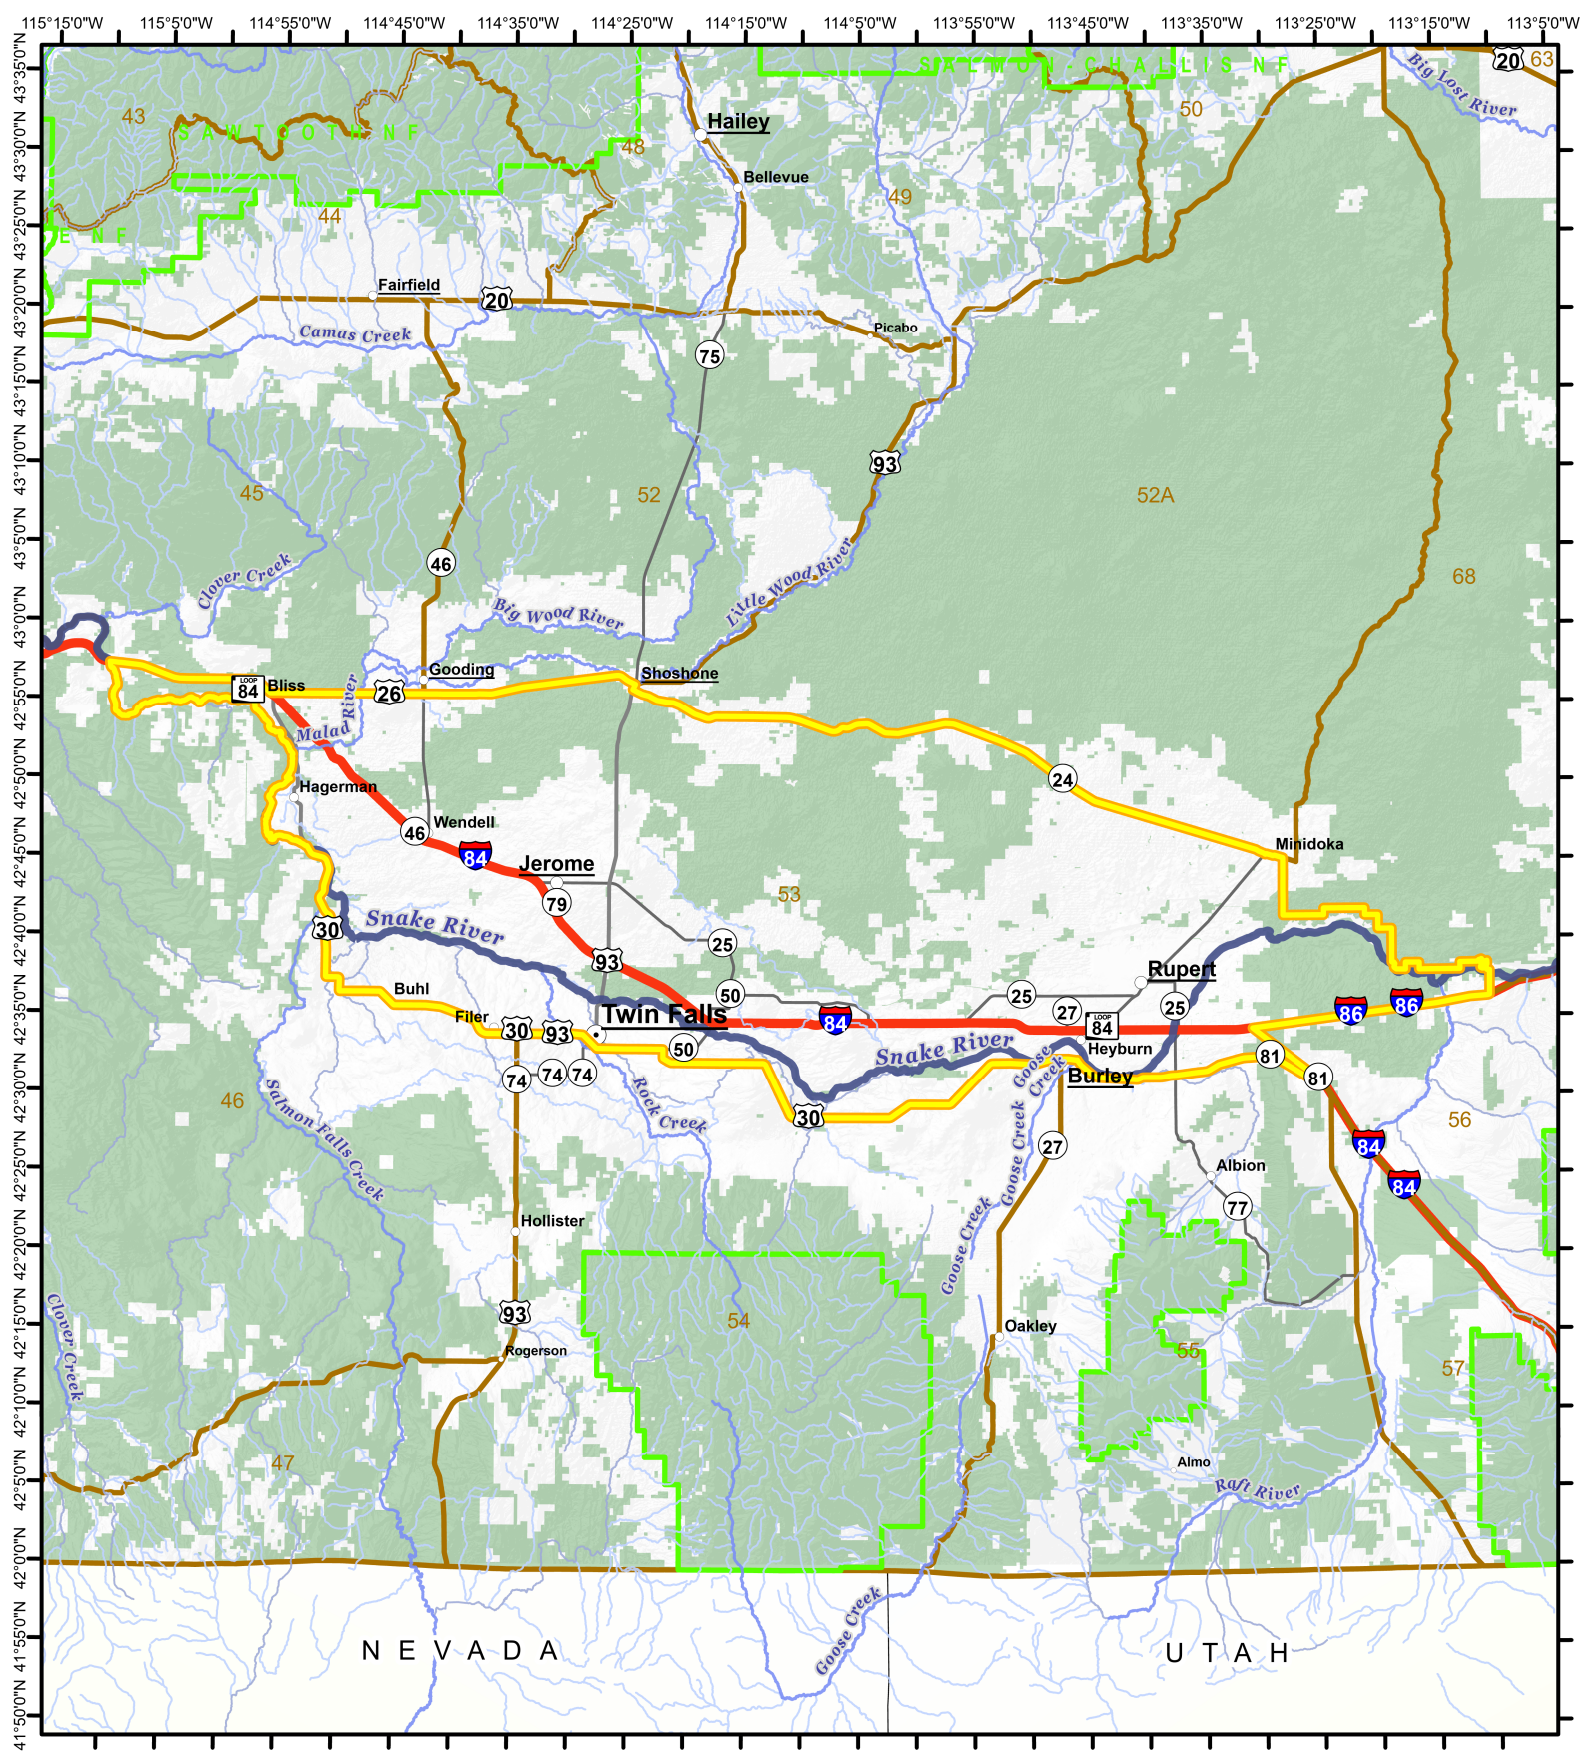 115°15'0"W 115°5'0"W 114°55'0"W 114°45'0"W 114°35'0"W 114°25'0"W 114°15'0"W 114°5'0"W 113°55'0"W 113°45'0"W 113°35'0"W 113°25'0"W 113°15'0"W 113°5'0"W
43°35'0"N
43°30'0"N
43°25'0"N
43°20'0"N
43°15'0"N
43°10'0"N
43°5'0"N
43°0'0"N
42°55'0"N
42°50'0"N
42°45'0"N
42°40'0"N
42°35'0"N
42°30'0"N
42°25'0"N
42°20'0"N
42°15'0"N
42°10'0"N
42°5'0"N
42°0'0"N
41°55'0"N
41°50'0"N
SALMON-CHALLIS NF
20
63
Big Lost River
43
SAWTOOTH NF
50
Hailey
48
Bellevue
49
44
E NF
Fairfield
20
Camas Creek
Picabo
75
93
45
52
52A
46
Clover Creek
Big Wood River
Little Wood River
68
Gooding
Shoshone
LOOP
84
Bliss
26
Malad River
24
Hagerman
46
Wendell
84
Minidoka
Jerome
53
79
30
Snake River
25
93
Rupert
Buhl
50
25
27
25
86
86
Filer
30
93
Twin Falls
84
LOOP
84
50
Snake River
Heyburn
81
74
74
74
Goose Creek
Burley
81
46
Salmon Falls Creek
Rock Creek
30
Goose Creek
27
56
84
Albion
84
77
Hollister
Goose Creek
Clover Creek
93
54
Oakley
Rogerson
55
57
47
Almo
Raft River
Goose Creek
NEVADA
UTAH